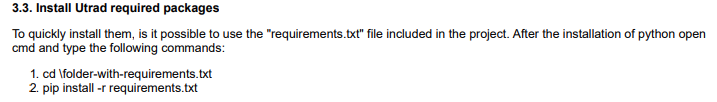 3.3. Install Utrad required packages
To quickly install them, is it possible to use the "requirements.txt" file included in the project. After the installation of python open
cmd and type the following commands:
1. cd \folder-with-requirements.txt
2. pip install -r requirements.txt